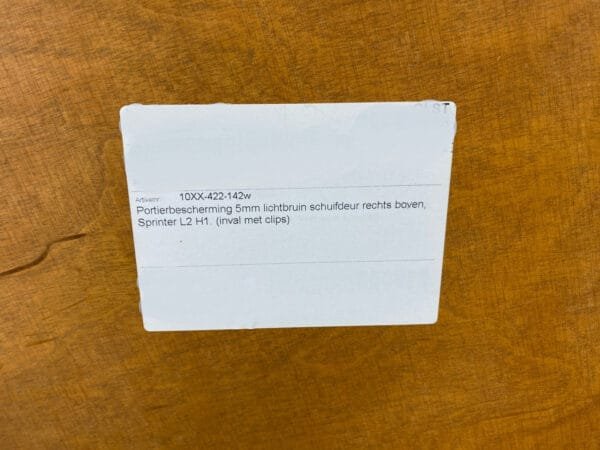 Artikelnr: 10XX-422-142w
Portierbescherming 5mm lichtbruin schuifdeur rechts boven,
Sprinter L2 H1. (inval met clips)